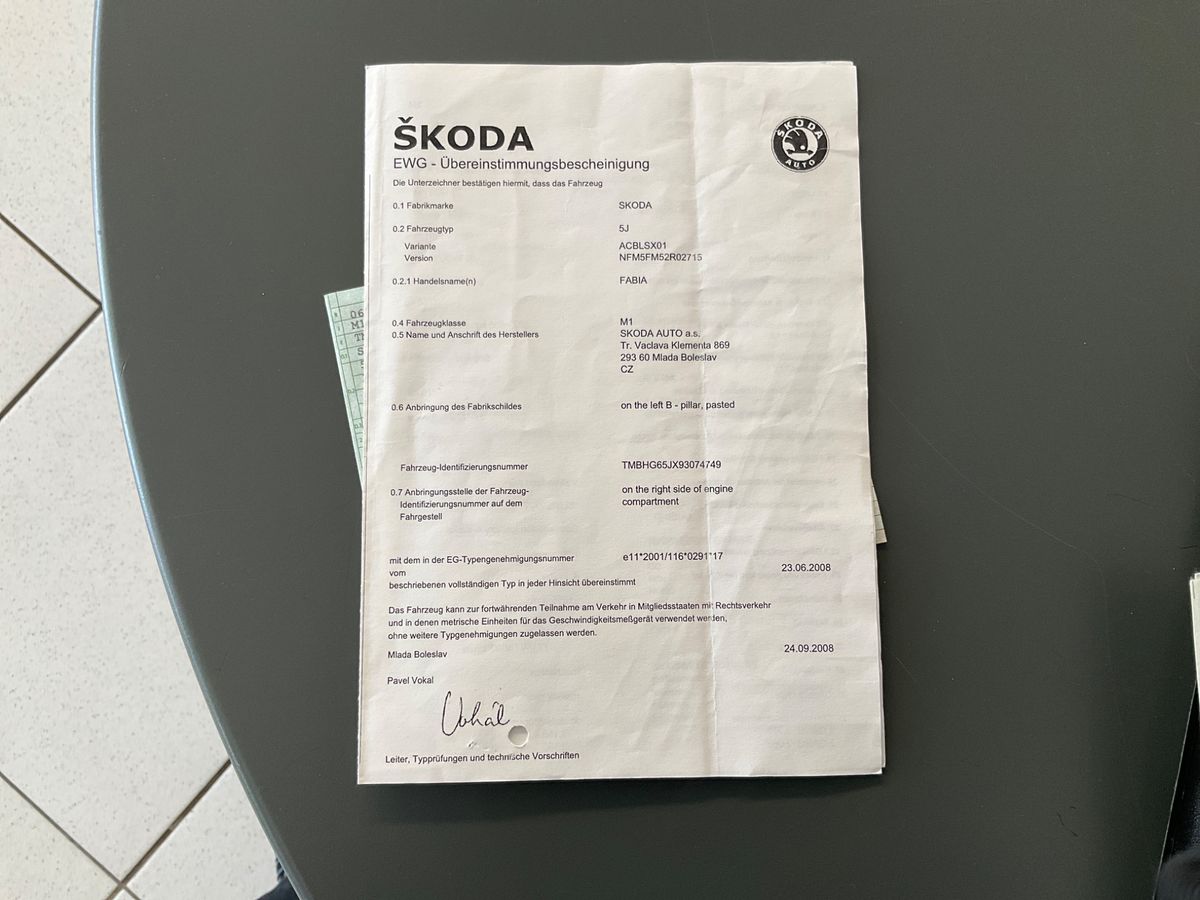 ŠKODA
EWG - Übereinstimmungsbescheinigung
ŠKODA
AUTO
Die Unterzeichner bestätigen hiermit, dass das Fahrzeug
0.1 Fabrikmarke SKODA
0.2 Fahrzeugtyp 5J
Variante ACBLSX01
Version NFM5FM52R02715
0.2.1 Handelsname(n) FABIA
0.4 Fahrzeugklasse M1
0.5 Name und Anschrift des Herstellers SKODA AUTO a.s.
Tr. Vaclava Klementa 869
293 60 Mlada Boleslav
CZ
0.6 Anbringung des Fabrikschildes on the left B - pillar, pasted
Fahrzeug-Identifizierungsnummer TMBHG65JX93074749
0.7 Anbringungsstelle der Fahrzeug- on the right side of engine
Identifizierungsnummer auf dem compartment
Fahrgestell
mit dem in der EG-Typengenehmigungsnummer e11*2001/116*0291*17
vom 23.06.2008
beschriebenen vollständigen Typ in jeder Hinsicht übereinstimmt
Das Fahrzeug kann zur fortwährenden Teilnahme am Verkehr in Mitgliedsstaaten mit Rechtsverkehr
und in denen metrische Einheiten für das Geschwindigkeitsmeßgerät verwendet werden,
ohne weitere Typgenehmigungen zugelassen werden.
Mlada Boleslav 24.09.2008
Pavel Vokal
Vokál
Leiter, Typprüfungen und technische Vorschriften
06
M1